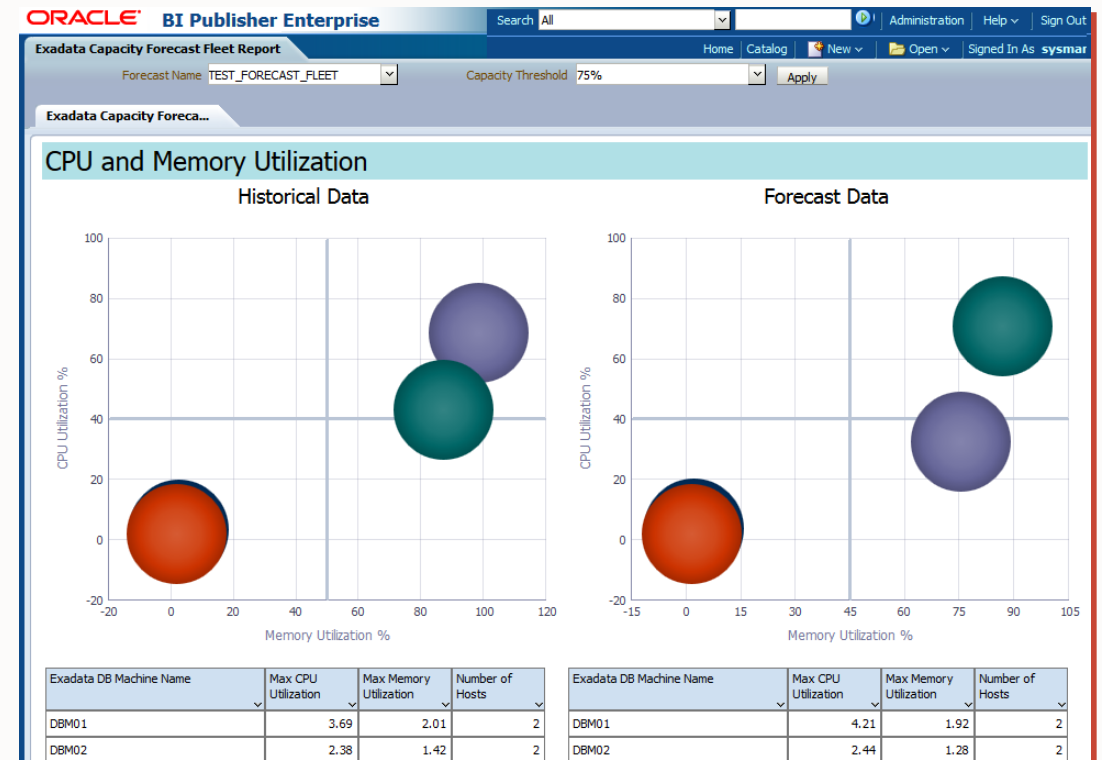 ORACLE BI Publisher Enterprise Search All Administration Help Sign Out
Exadata Capacity Forecast Fleet Report Home Catalog New Open Signed In As sysmar
Forecast Name TEST_FORECAST_FLEET Capacity Threshold 75% Apply
Exadata Capacity Foreca...
CPU and Memory Utilization
Historical Data
100
80
60
40
20
0
-20
CPU Utilization %
-20 0 20 40 60 80 100 120
Memory Utilization %
Forecast Data
100
80
60
40
20
0
-20
CPU Utilization %
-15 0 15 30 45 60 75 90 105
Memory Utilization %
Exadata DB Machine Name Max CPU Utilization Max Memory Utilization Number of Hosts
DBM01 3.69 2.01 2
DBM02 2.38 1.42 2
Exadata DB Machine Name Max CPU Utilization Max Memory Utilization Number of Hosts
DBM01 4.21 1.92 2
DBM02 2.44 1.28 2